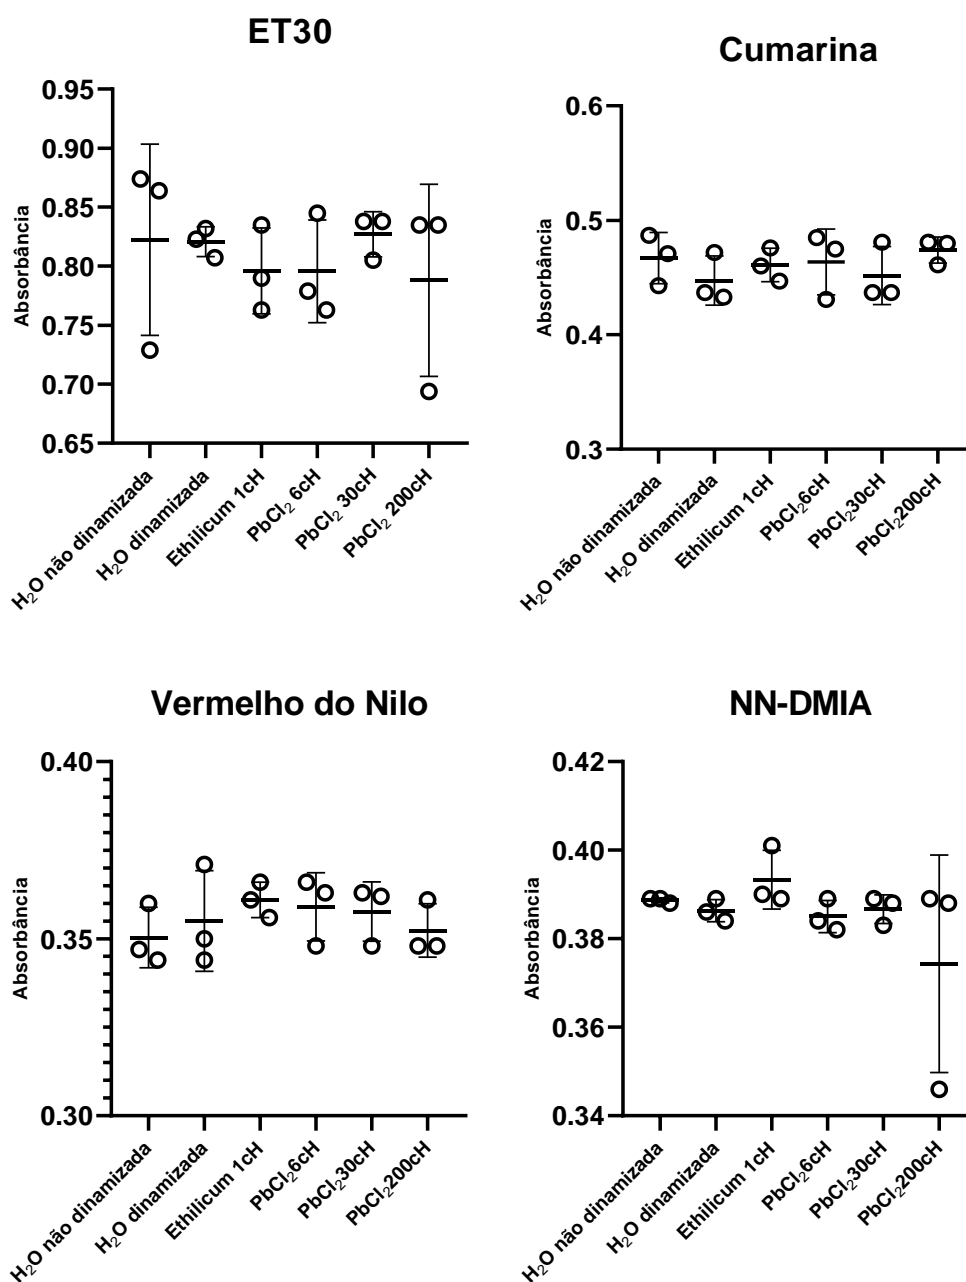 ET30
Absorbância
0.95
0.90
0.85
0.80
0.75
0.70
0.65
H₂O não dinamizada
H₂O dinamizada
Ethilicum 1cH
PbCl₂ 6cH
PbCl₂ 30cH
PbCl₂ 200cH
Cumarina
Absorbância
0.6
0.5
0.4
0.3
H₂O não dinamizada
H₂O dinamizada
Ethilicum 1cH
PbCl₂6cH
PbCl₂30cH
PbCl₂200cH
Vermelho do Nilo
Absorbância
0.40
0.35
0.30
H₂O não dinamizada
H₂O dinamizada
Ethilicum 1cH
PbCl₂6cH
PbCl₂30cH
PbCl₂200cH
NN-DMIA
Absorbância
0.42
0.40
0.38
0.36
0.34
H₂O não dinamizada
H₂O dinamizada
Ethilicum 1cH
PbCl₂6cH
PbCl₂30cH
PbCl₂200cH